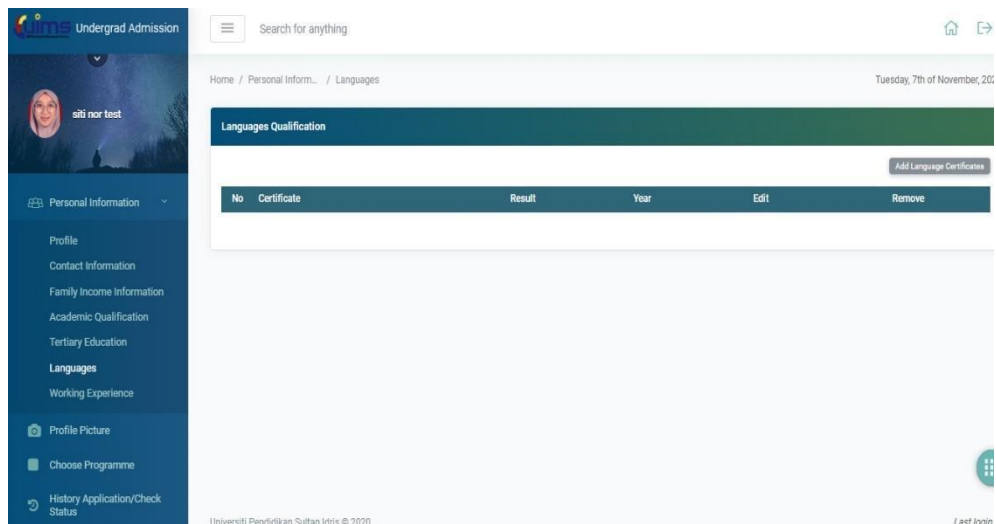 uims Undergrad Admission
Search for anything
Home / Personal Inform... / Languages
Tuesday, 7th of November, 202
siti nor test
Languages Qualification
Add Language Certificates
No Certificate Result Year Edit Remove
Personal Information
Profile
Contact Information
Family Income Information
Academic Qualification
Tertiary Education
Languages
Working Experience
Profile Picture
Choose Programme
History Application/Check
Status
Universiti Pendidikan Sultan Idris © 2020
Last login